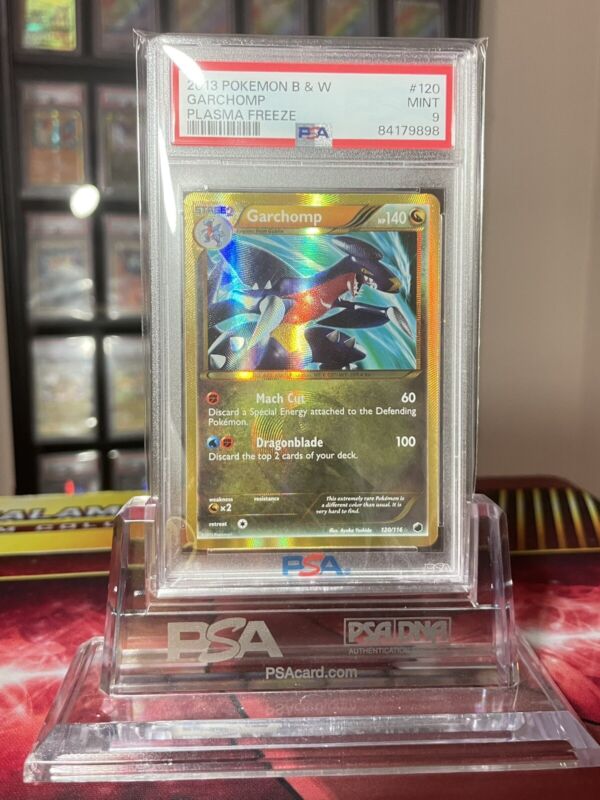 2013 POKEMON B & W #120
GARCHOMP MINT
PLASMA FREEZE 9
PSA 84179898
STAGE 2 Garchomp HP 140
Mach Cut 60
Discard a Special Energy attached to the Defending
Pokémon.
Dragonblade 100
Discard the top 2 cards of your deck.
weakness resistance
×2
retreat
This extremely rare Pokémon is
a different color than usual. It is
very hard to find.
Illus. Ayaka Yoshida 120/116
PSA
PSA PSA/DNA
AUTHENTICATION
PSAcard.com